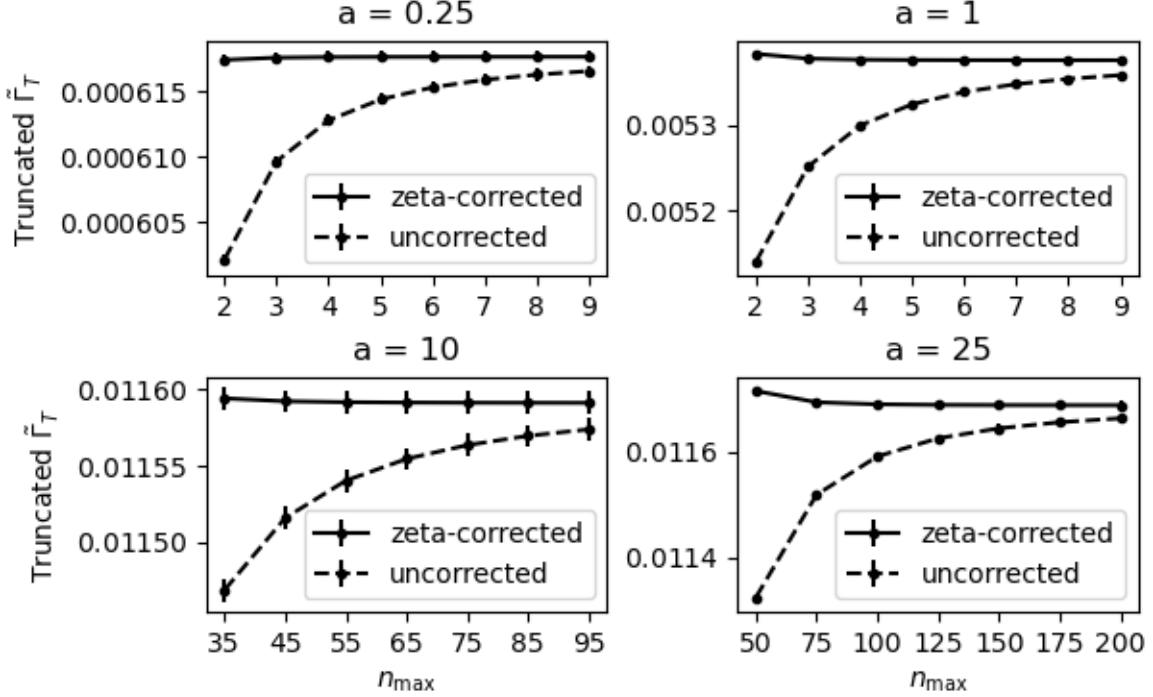 a = 0.25
Truncated Γ̃_T
0.000615
0.000610
0.000605
zeta-corrected
uncorrected
2 3 4 5 6 7 8 9
a = 1
0.0053
0.0052
zeta-corrected
uncorrected
2 3 4 5 6 7 8 9
a = 10
Truncated Γ̃_T
0.01160
0.01155
0.01150
zeta-corrected
uncorrected
35 45 55 65 75 85 95
n_max
a = 25
0.0116
0.0114
zeta-corrected
uncorrected
50 75 100 125 150 175 200
n_max